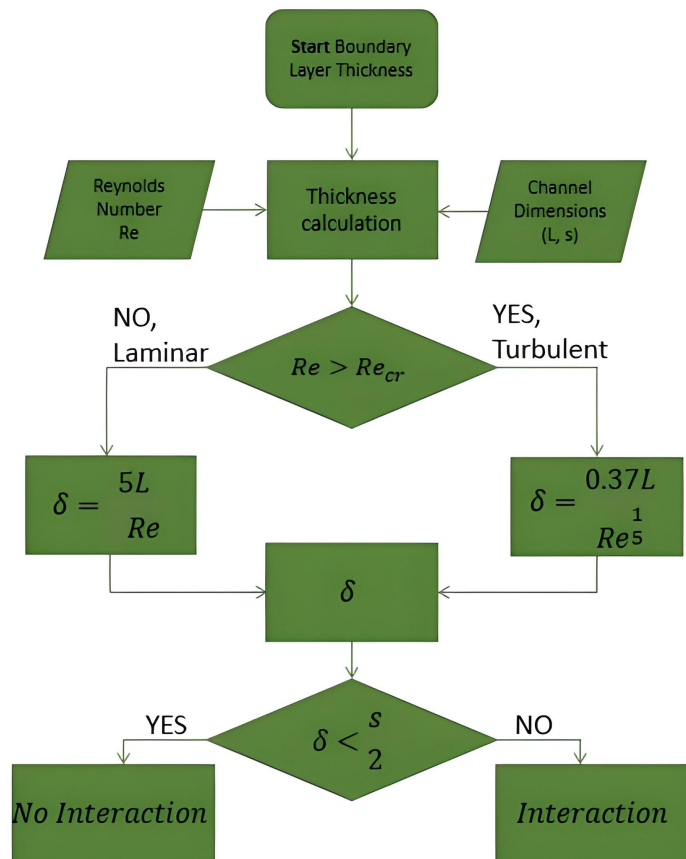 Start Boundary
Layer Thickness
Reynolds
Number
Re
Thickness
calculation
Channel
Dimensions
(L, s)
NO,
Laminar
Re > Re_cr
YES,
Turbulent
5L
δ =
Re
0.37L
δ =
Re^1/5
δ
YES
s
δ <
2
NO
No Interaction
Interaction